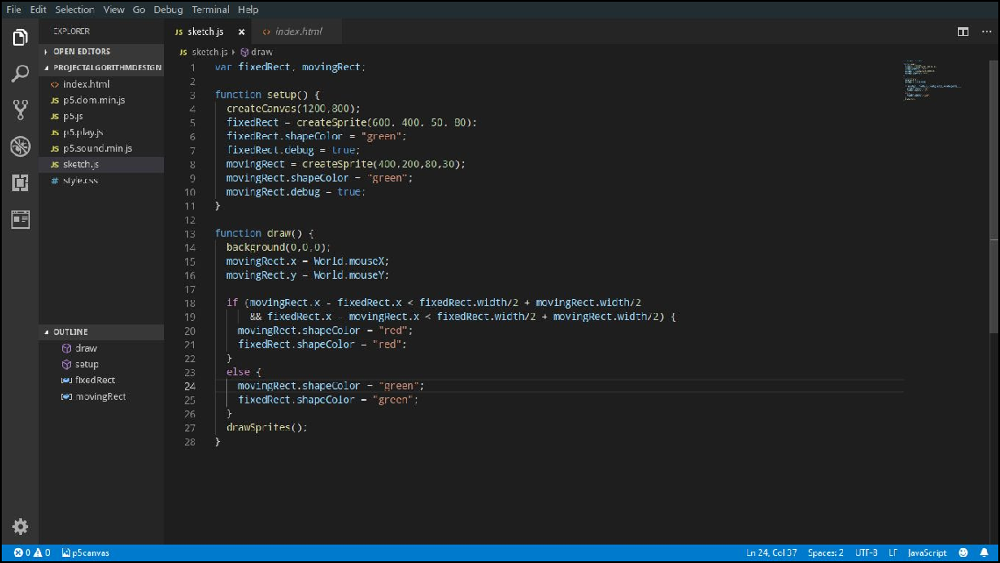 File Edit Selection View Go Debug Terminal Help
EXPLORER
OPEN EDITORS
PROJECTALGORITHMDESIGN
<> index.html
JS p5.dom.min.js
JS p5.js
JS p5.play.js
JS p5.sound.min.js
JS sketch.js
# style.css
OUTLINE
draw
setup
fixedRect
movingRect
JS sketch.js × <> index.html
JS sketch.js ▸ draw
1 var fixedRect, movingRect;
2
3 function setup() {
4 createCanvas(1200,800);
5 fixedRect = createSprite(600, 400, 50, 80);
6 fixedRect.shapeColor = "green";
7 fixedRect.debug = true;
8 movingRect = createSprite(400,200,80,30);
9 movingRect.shapeColor = "green";
10 movingRect.debug = true;
11 }
12
13 function draw() {
14 background(0,0,0);
15 movingRect.x = World.mouseX;
16 movingRect.y = World.mouseY;
17
18 if (movingRect.x - fixedRect.x < fixedRect.width/2 + movingRect.width/2
19 && fixedRect.x - movingRect.x < fixedRect.width/2 + movingRect.width/2) {
20 movingRect.shapeColor = "red";
21 fixedRect.shapeColor = "red";
22 }
23 else {
24 movingRect.shapeColor = "green";
25 fixedRect.shapeColor = "green";
26 }
27 drawSprites();
28 }
0 0 p5canvas Ln 24, Col 37 Spaces: 2 UTF-8 LF JavaScript